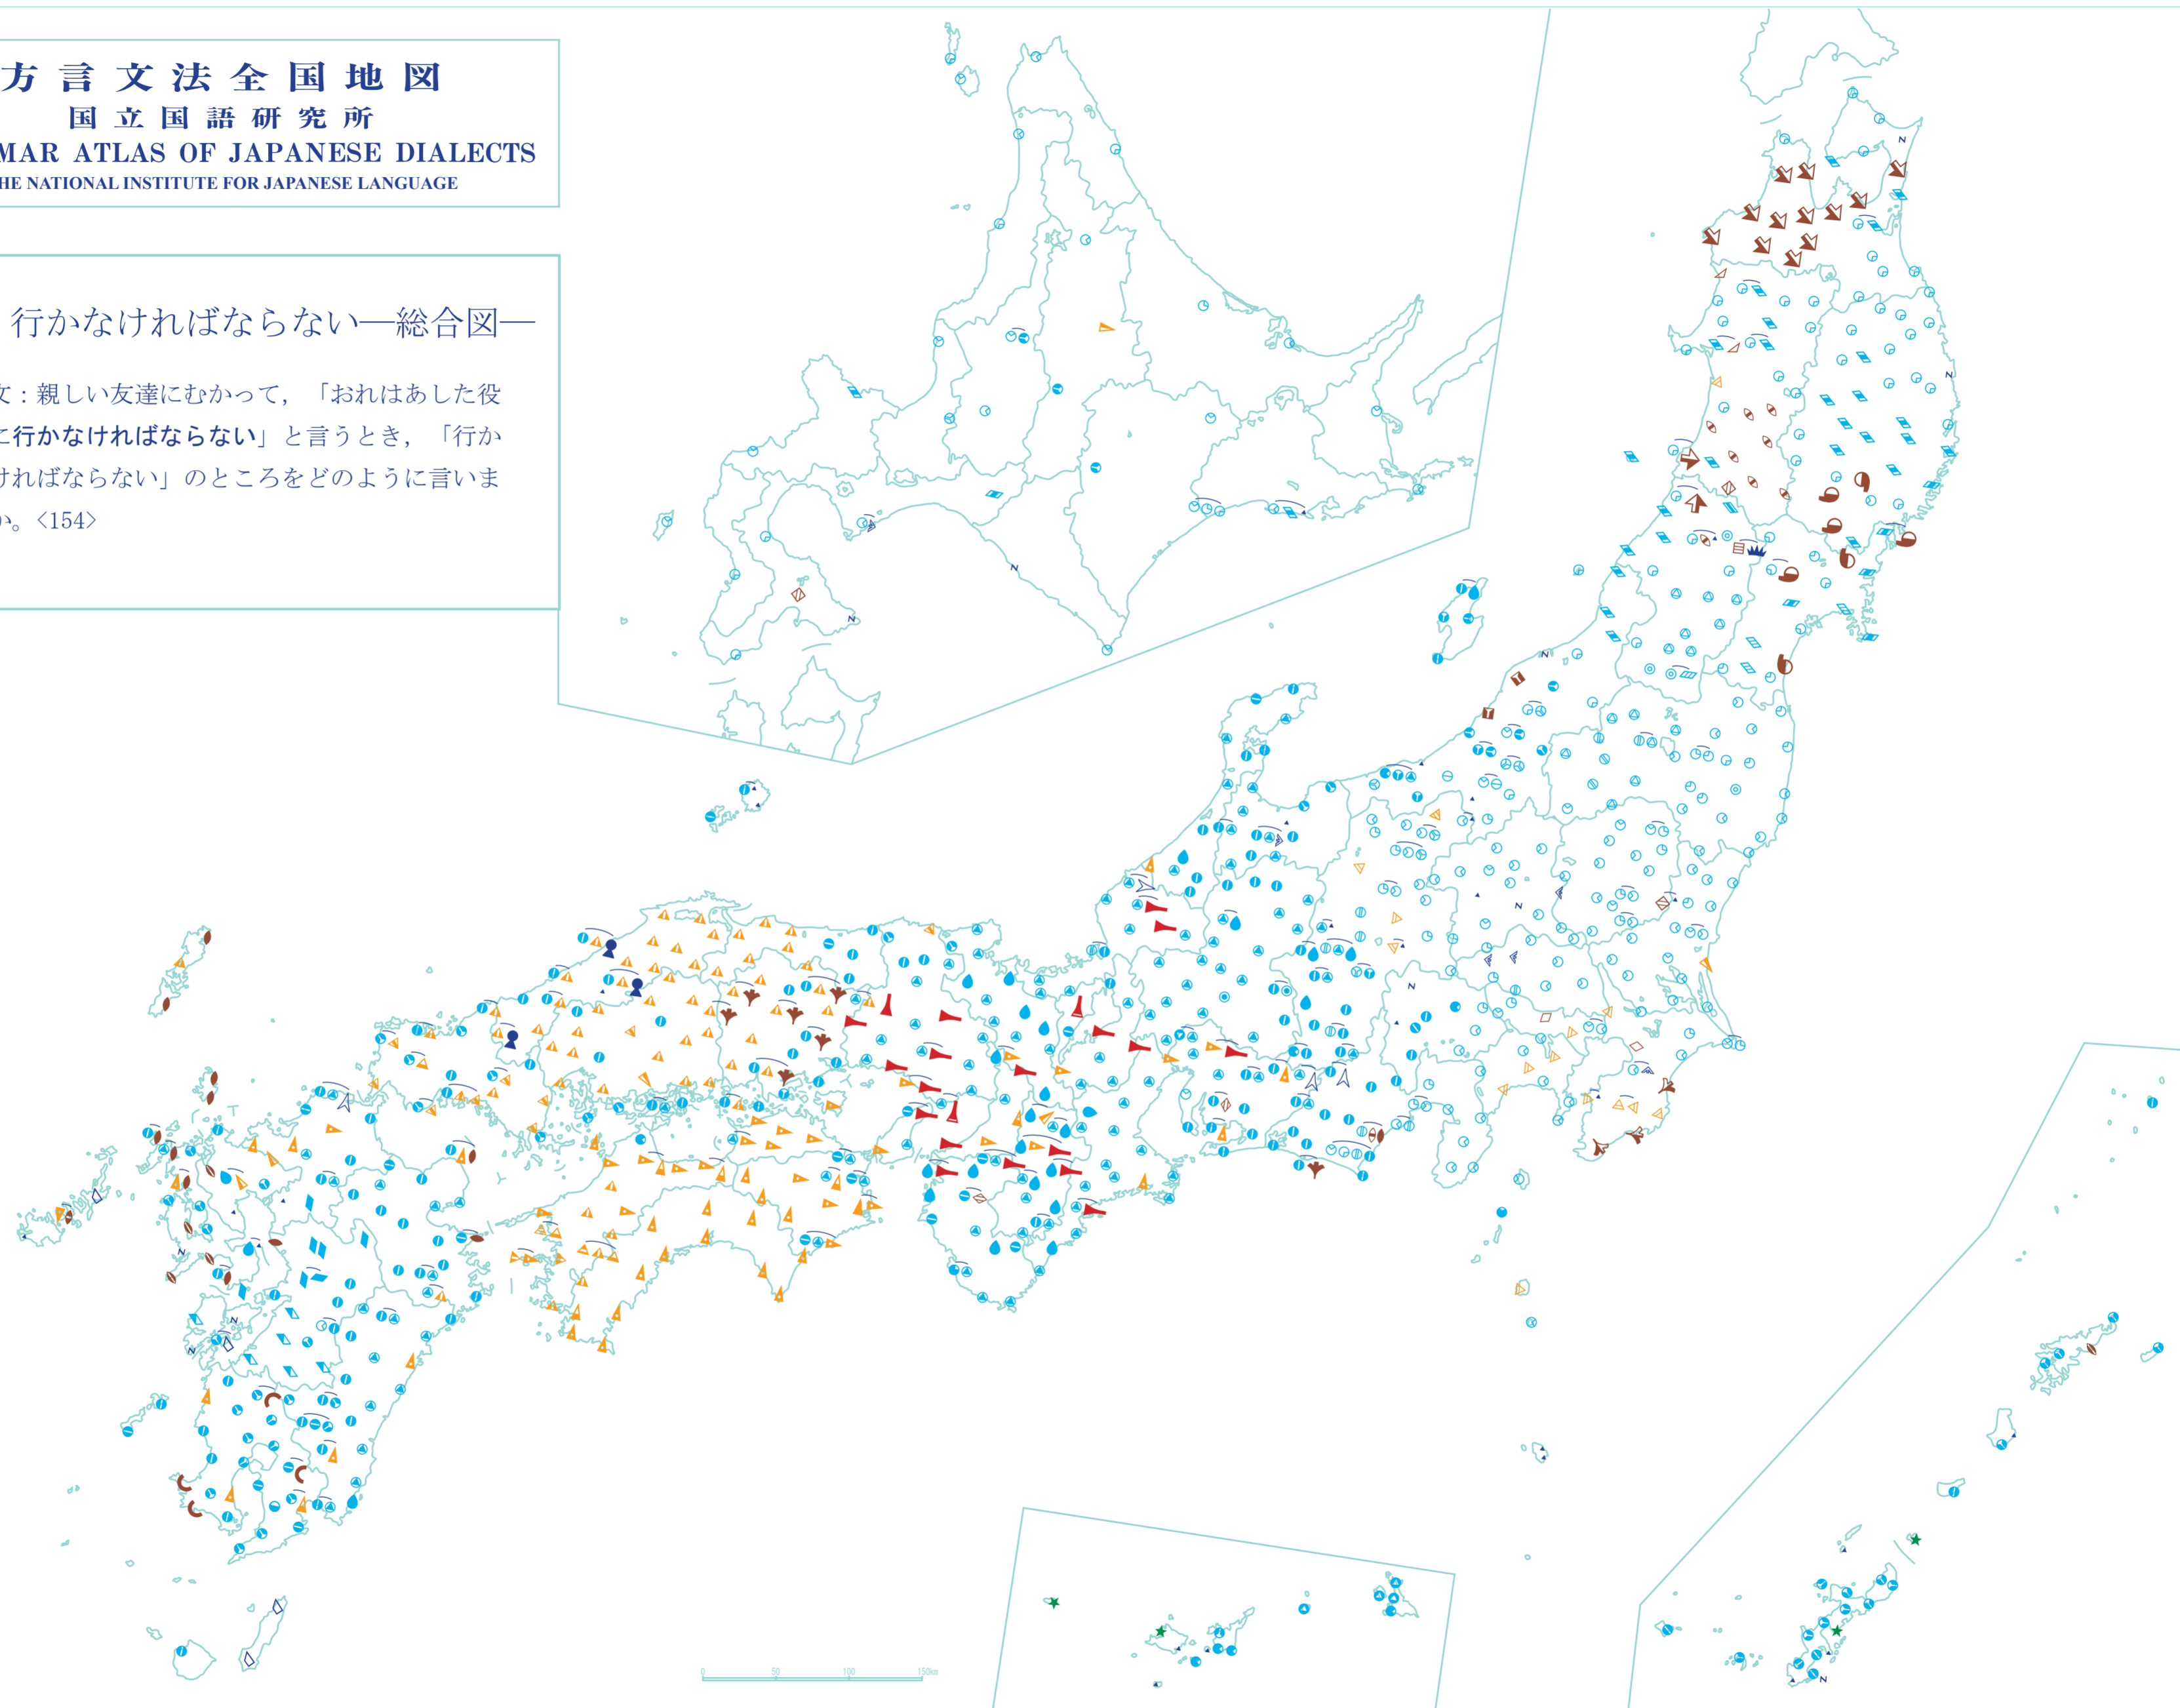 方言文法全国地図
国立国語研究所
MAR ATLAS OF JAPANESE DIALECTS
HE NATIONAL INSTITUTE FOR JAPANESE LANGUAGE
行かなければならない―総合図―
文：親しい友達にむかって，「おれはあした役
に行かなければならない」と言うとき，「行か
ければならない」のところをどのように言いま
か。<154>
0 50 100 150km